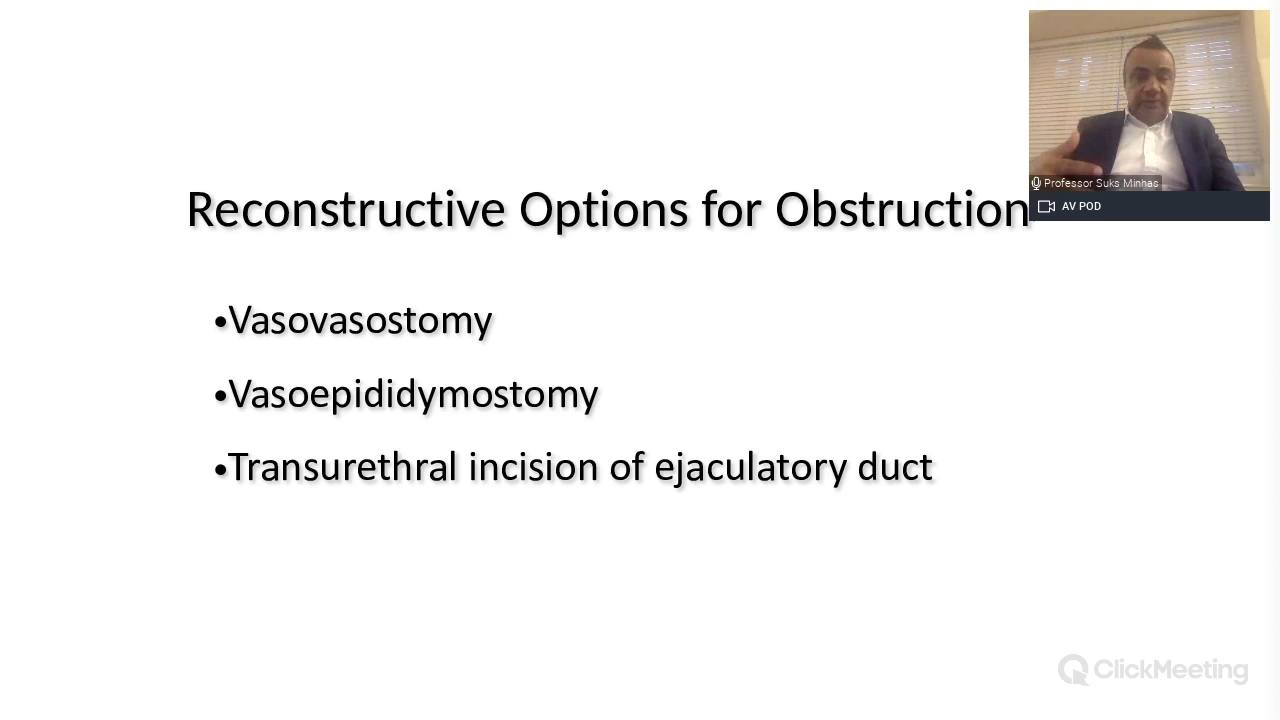 Professor Suks Minhas
AV POD
Reconstructive Options for Obstruction
•Vasovasostomy
•Vasoepididymostomy
•Transurethral incision of ejaculatory duct
ClickMeeting